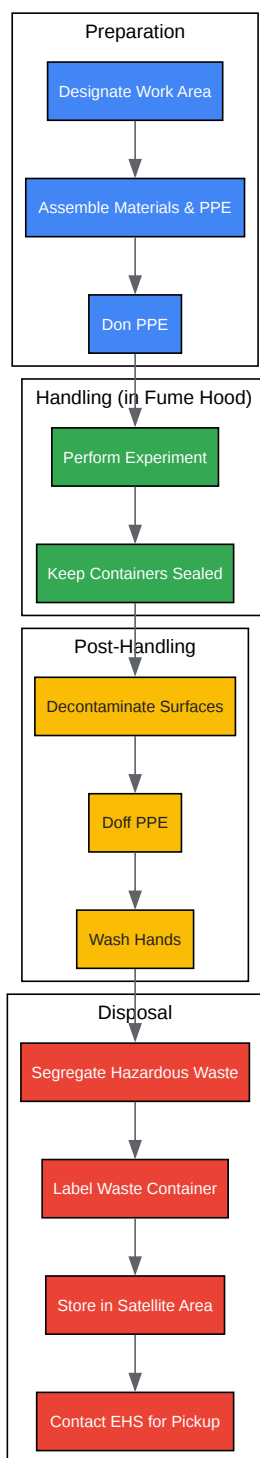 Preparation
Designate Work Area
Assemble Materials & PPE
Don PPE
Handling (in Fume Hood)
Perform Experiment
Keep Containers Sealed
Post-Handling
Decontaminate Surfaces
Doff PPE
Wash Hands
Disposal
Segregate Hazardous Waste
Label Waste Container
Store in Satellite Area
Contact EHS for Pickup